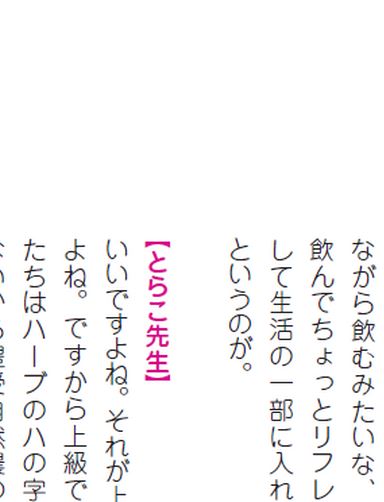 ながら飲むみたいな、
飲んでちょっとリフレ
して生活の一部に入れ
というのが。
【とらこ先生】
いいですよね。それが上
よね。ですから上級で
たちはハーブのハの字